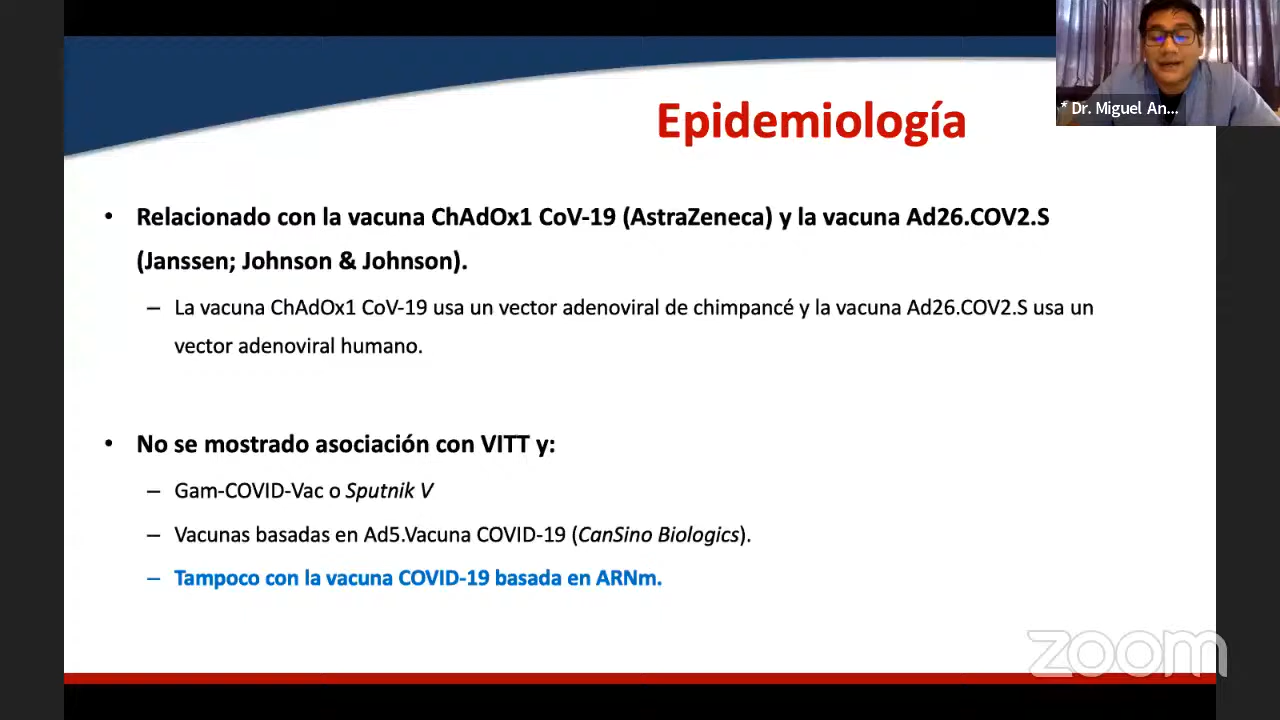 * Dr. Miguel An...
Epidemiología
• Relacionado con la vacuna ChAdOx1 CoV-19 (AstraZeneca) y la vacuna Ad26.COV2.S
(Janssen; Johnson & Johnson).
– La vacuna ChAdOx1 CoV-19 usa un vector adenoviral de chimpancé y la vacuna Ad26.COV2.S usa un
vector adenoviral humano.
• No se mostrado asociación con VITT y:
– Gam-COVID-Vac o Sputnik V
– Vacunas basadas en Ad5.Vacuna COVID-19 (CanSino Biologics).
– Tampoco con la vacuna COVID-19 basada en ARNm.
zoom